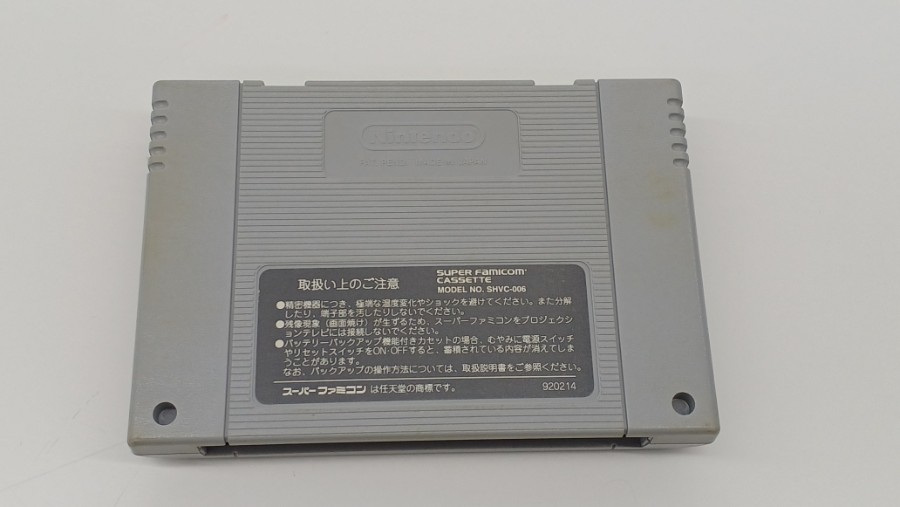 Nintendo
取扱い上のご注意
SUPER FAMICOM
CASSETTE
MODEL NO. SHVC-006
●精密機器につき、極端な温度変化やショックを避けてください。また分解
したり、端子部を汚したりしないでください。
●残像現象（画面焼け）が生ずるため、スーパーファミコンをプロジェクシ
ョンテレビには接続しないでください。
●バッテリーバックアップ機能付きカセットの場合、むやみに電源スイッチ
やリセットスイッチをON・OFFすると、蓄積されている内容が消えてしま
うことがあります。
なお、バックアップの操作方法については、取扱説明書をご参照ください。
スーパーファミコン は任天堂の商標です。
920214